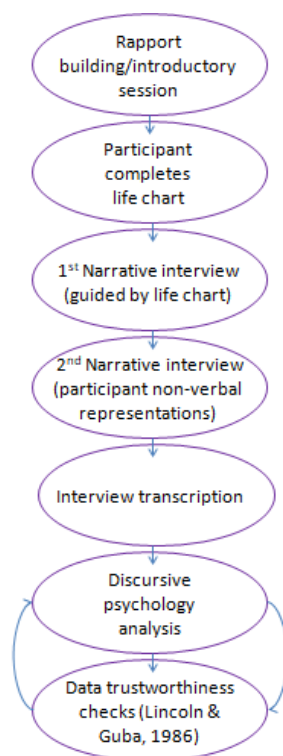 Rapport
building/introductory
session
Participant
completes
life chart
1st Narrative interview
(guided by life chart)
2nd Narrative interview
(participant non-verbal
representations)
Interview transcription
Discursive
psychology
analysis
Data trustworthiness
checks (Lincoln &
Guba, 1986)